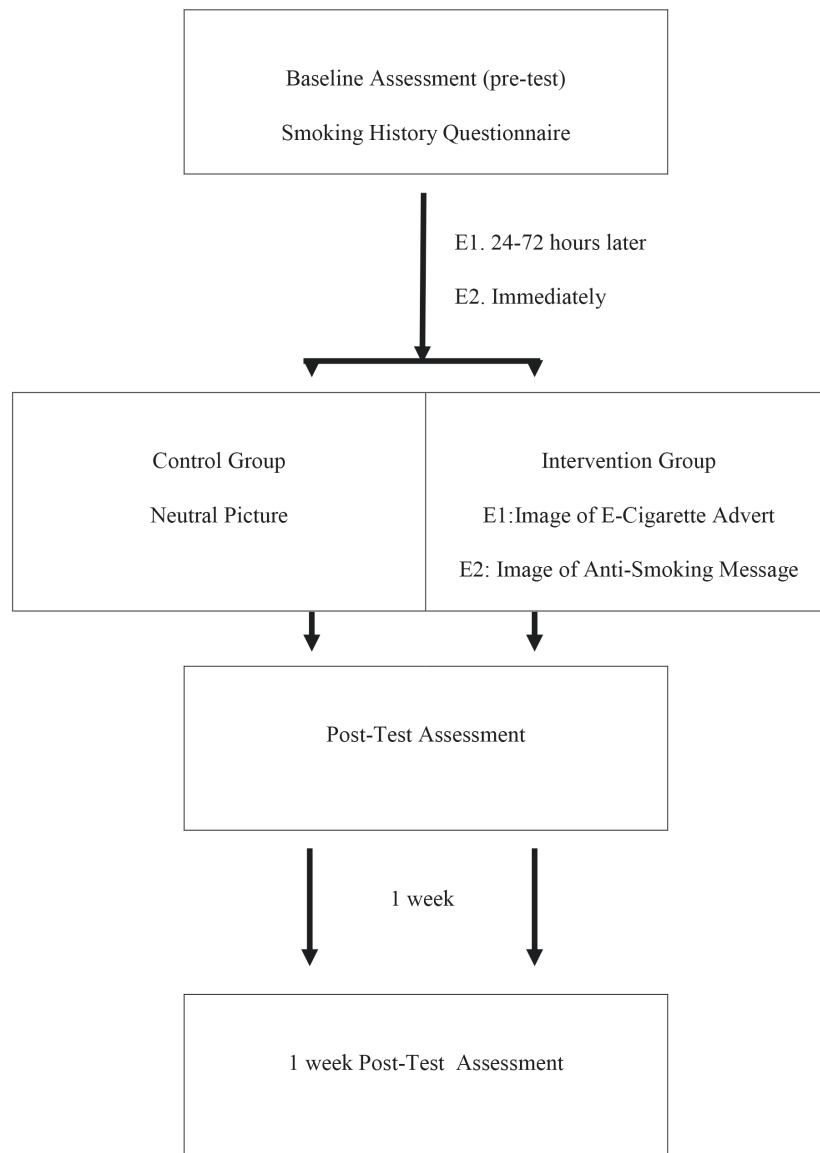 Baseline Assessment (pre-test)
Smoking History Questionnaire
E1. 24-72 hours later
E2. Immediately
Control Group
Neutral Picture
Intervention Group
E1:Image of E-Cigarette Advert
E2: Image of Anti-Smoking Message
Post-Test Assessment
1 week
1 week Post-Test Assessment